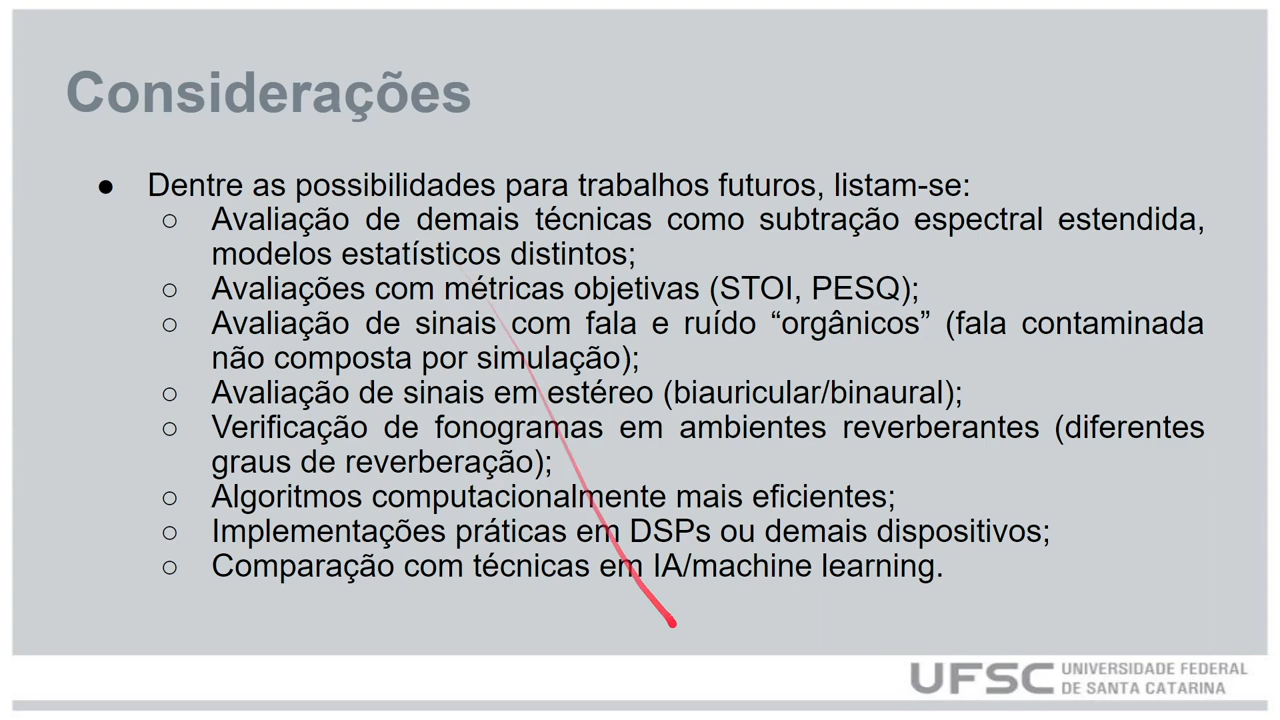 Considerações
● Dentre as possibilidades para trabalhos futuros, listam-se:
○ Avaliação de demais técnicas como subtração espectral estendida,
modelos estatísticos distintos;
○ Avaliações com métricas objetivas (STOI, PESQ);
○ Avaliação de sinais com fala e ruído “orgânicos” (fala contaminada
não composta por simulação);
○ Avaliação de sinais em estéreo (biauricular/binaural);
○ Verificação de fonogramas em ambientes reverberantes (diferentes
graus de reverberação);
○ Algoritmos computacionalmente mais eficientes;
○ Implementações práticas em DSPs ou demais dispositivos;
○ Comparação com técnicas em IA/machine learning.
UFSC UNIVERSIDADE FEDERAL
DE SANTA CATARINA